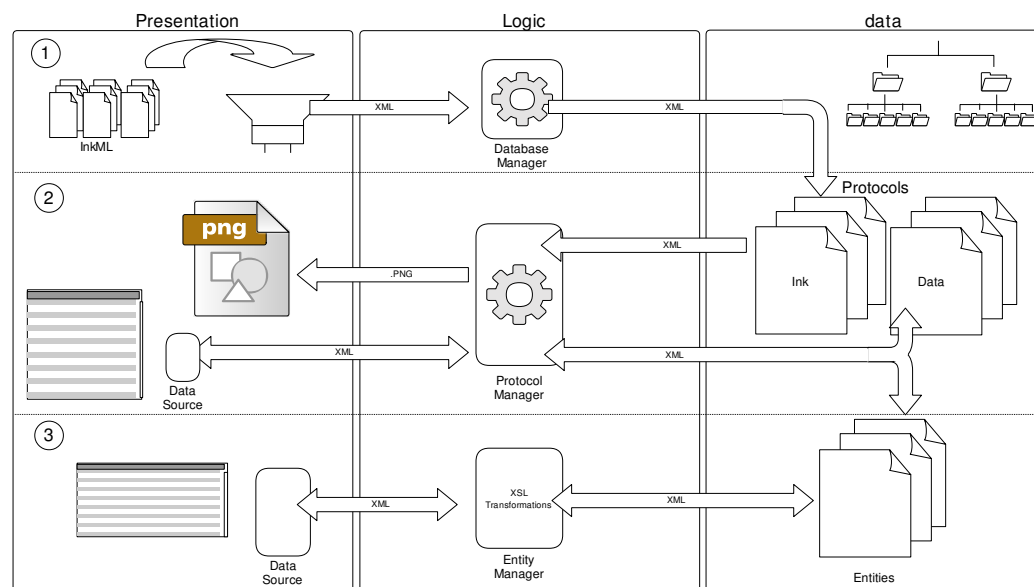 Presentation
Logic
data
1
InkML
XML
Database
Manager
XML
2
png
.PNG
XML
Protocols
Ink
Data
Data
Source
XML
Protocol
Manager
XML
3
Data
Source
XML
XSL
Transformations
Entity
Manager
XML
Entities